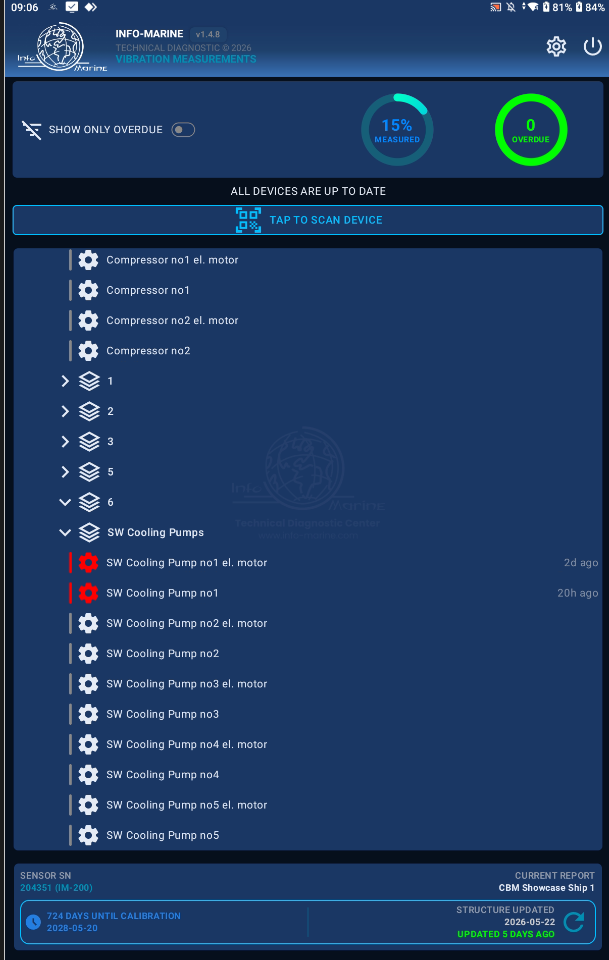 09:06
81% 84%
INFO-MARINE v1.4.8
TECHNICAL DIAGNOSTIC © 2026
VIBRATION MEASUREMENTS
Info Marine
SHOW ONLY OVERDUE
15%
MEASURED
0
OVERDUE
ALL DEVICES ARE UP TO DATE
TAP TO SCAN DEVICE
Compressor no1 el. motor
Compressor no1
Compressor no2 el. motor
Compressor no2
1
2
3
5
6
Info Marine
Technical Diagnostic Center
SW Cooling Pumps
SW Cooling Pump no1 el. motor 2d ago
SW Cooling Pump no1 20h ago
SW Cooling Pump no2 el. motor
SW Cooling Pump no2
SW Cooling Pump no3 el. motor
SW Cooling Pump no3
SW Cooling Pump no4 el. motor
SW Cooling Pump no4
SW Cooling Pump no5 el. motor
SW Cooling Pump no5
SENSOR SN
204351 (IM-200)
CURRENT REPORT
CBM Showcase Ship 1
724 DAYS UNTIL CALIBRATION
2028-05-20
STRUCTURE UPDATED
2026-05-22
UPDATED 5 DAYS AGO